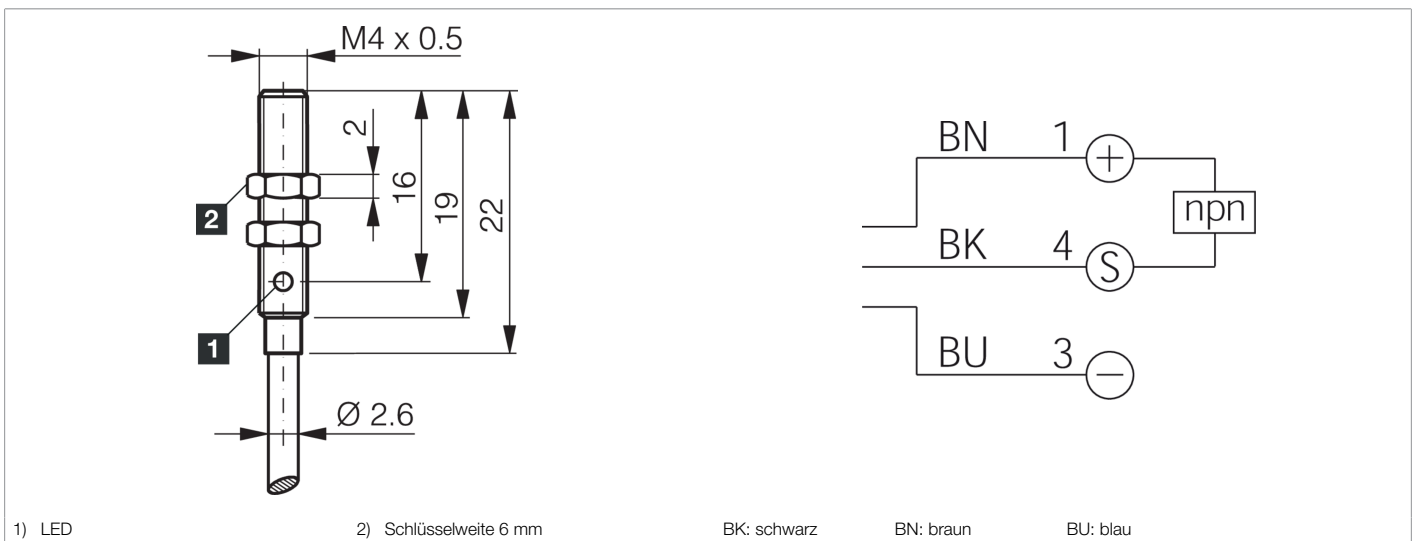 M4 x 0.5
2
16
19
22
2
1
Ø 2.6
BN 1 +
npn
BK 4 S
BU 3 −
1) LED 2) Schlüsselweite 6 mm BK: schwarz BN: braun BU: blau